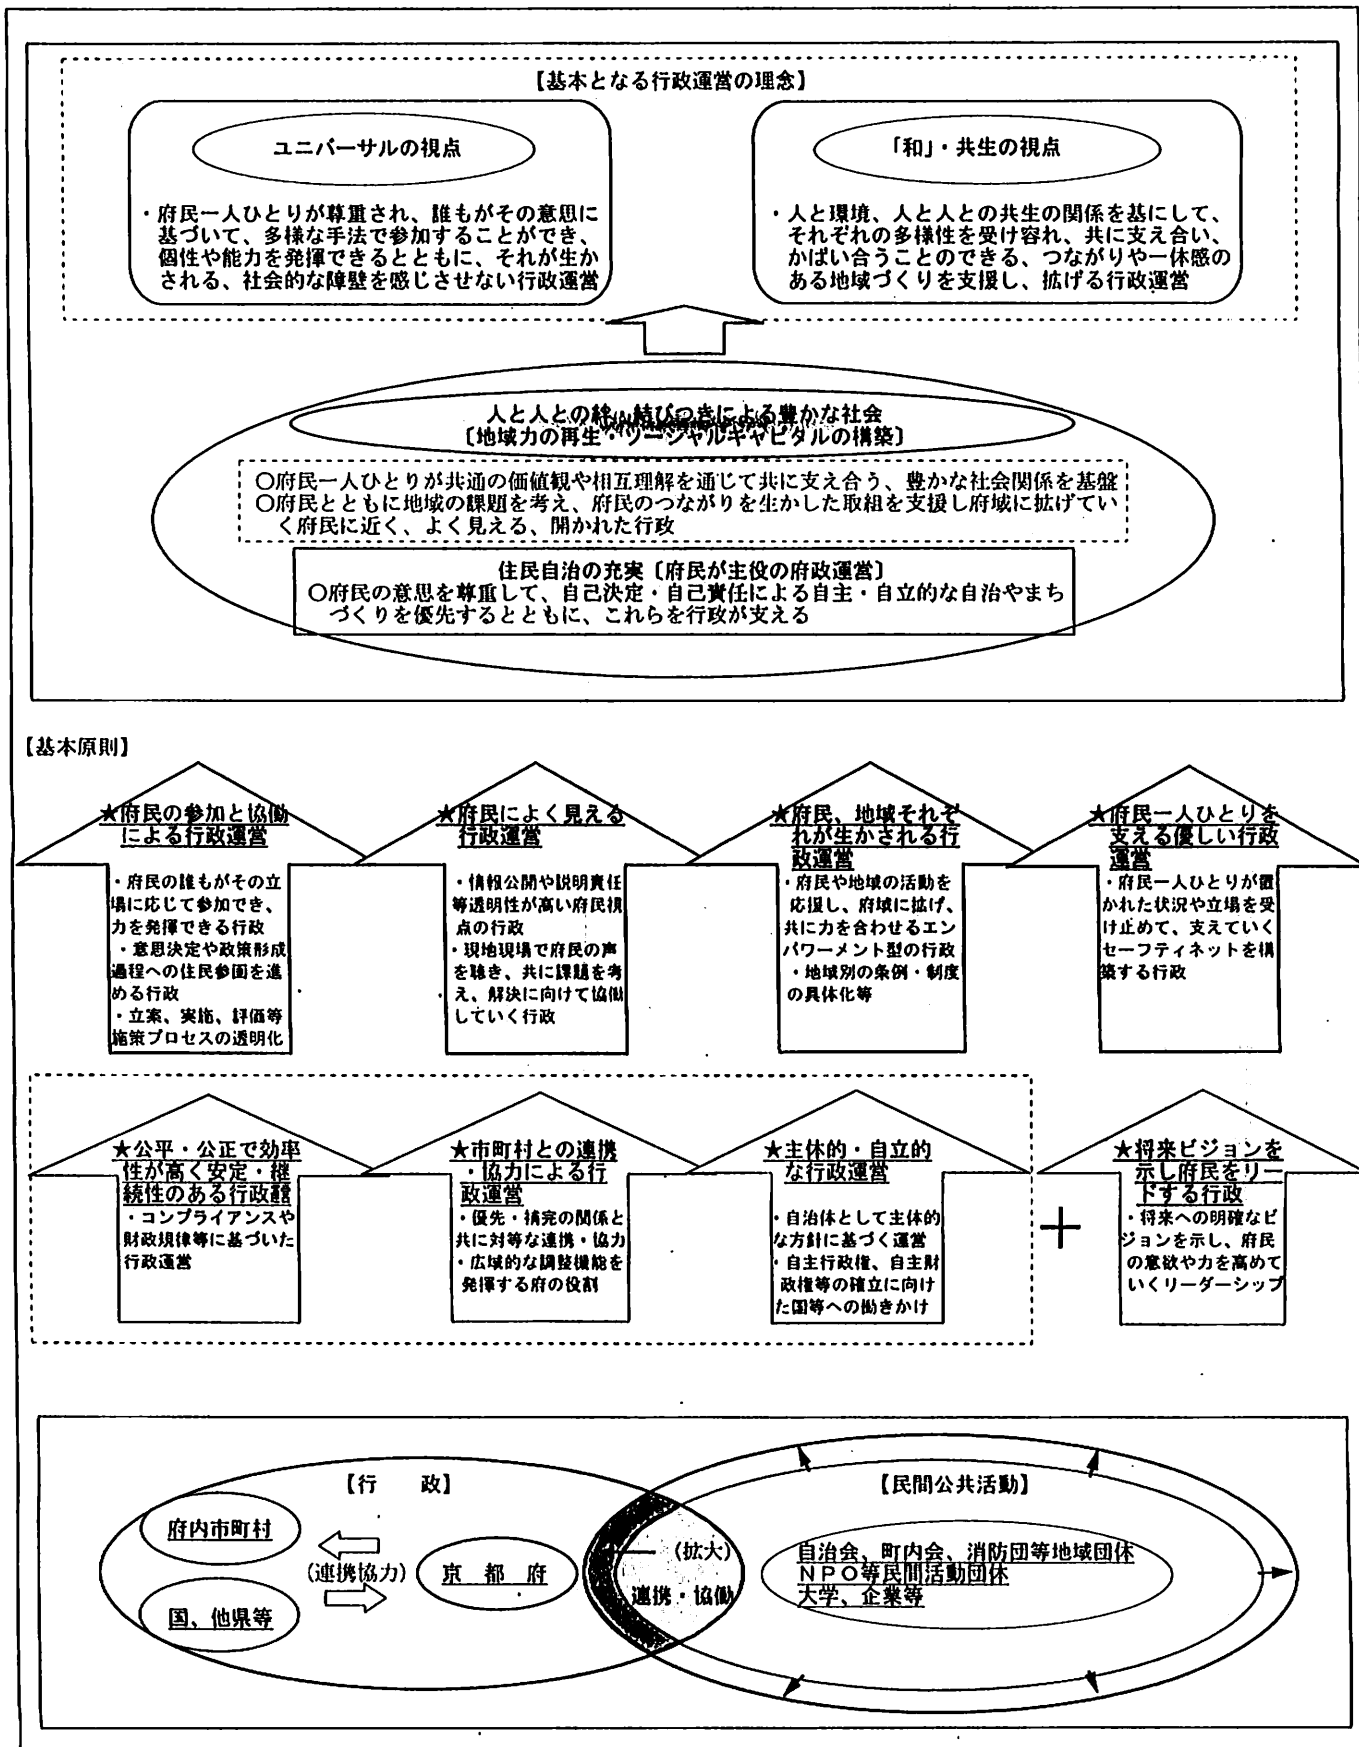 【基本となる行政運営の理念】
ユニバーサルの視点
・府民一人ひとりが尊重され、誰もがその意思に
基づいて、多様な手法で参加することができ、
個性や能力を発揮できるとともに、それが生か
される、社会的な障壁を感じさせない行政運営
「和」・共生の視点
・人と環境、人と人との共生の関係を基にして、
それぞれの多様性を受け容れ、共に支え合い、
かばい合うことのできる、つながりや一体感の
ある地域づくりを支援し、拡げる行政運営
人と人との絆、結びつきによる豊かな社会
〔地域力の再生・ソーシャルキャピタルの構築〕
○府民一人ひとりが共通の価値観や相互理解を通じて共に支え合う、豊かな社会関係を基盤
○府民とともに地域の課題を考え、府民のつながりを生かした取組を支援し府域に拡げてい
く府民に近く、よく見える、開かれた行政
住民自治の充実〔府民が主役の府政運営〕
○府民の意思を尊重して、自己決定・自己責任による自主・自立的な自治やまち
づくりを優先するとともに、これらを行政が支える
【基本原則】
★府民の参加と協働
による行政運営
・府民の誰もがその立
場に応じて参加でき、
力を発揮できる行政
・意思決定や政策形成
過程への住民参画を進
める行政
・立案、実施、評価等
施策プロセスの透明化
★府民によく見える
行政運営
・情報公開や説明責任
等透明性が高い府民視
点の行政
・現地現場で府民の声
を聴き、共に課題を考
え、解決に向けて協働
していく行政
★府民、地域それぞ
れが生かされる行
政運営
・府民や地域の活動を
応援し、府域に拡げ、
共に力を合わせるエン
パワーメント型の行政
・地域別の条例・制度
の具体化等
★府民一人ひとりを
支える優しい行政
運営
・府民一人ひとりが置
かれた状況や立場を受
け止めて、支えていく
セーフティネットを構
築する行政
★公平・公正で効率
性が高く安定・継
続性のある行政運営
・コンプライアンスや
財政規律等に基づいた
行政運営
★市町村との連携
・協力による行
政運営
・優先・補完の関係と
共に対等な連携・協力
・広域的な調整機能を
発揮する府の役割
★主体的・自立的
な行政運営
・自治体として主体的
な方針に基づく運営
・自主行政権、自主財
政権等の確立に向け
た国等への働きかけ
＋
★将来ビジョンを
示し府民をリー
ドする行政
・将来への明確なビ
ジョンを示し、府民
の意欲や力を高めて
いくリーダーシップ
【行　政】
府内市町村
(連携協力)
国、他県等
京 都 府
(拡大)
連携・協働
【民間公共活動】
自治会、町内会、消防団等地域団体
ＮＰＯ等民間活動団体
大学、企業等